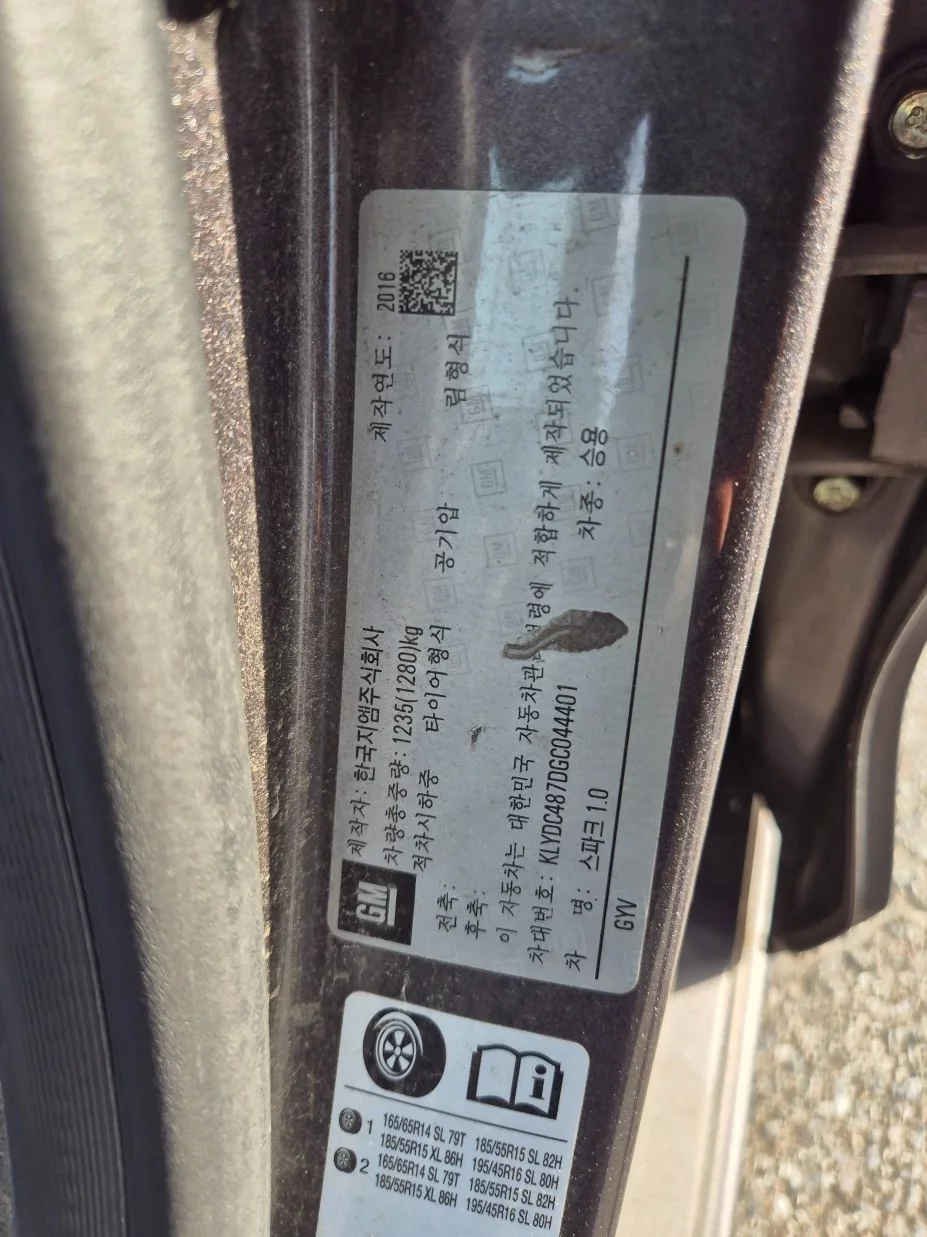 GM
제작자: 한국지엠주식회사 제작연도: 2016
차량총중량: 1235(1280)kg
적차시하중 타이어형식 공기압 림형식
전축:
후축:
이 자동차는 대한민국 자동차관 령에 적합하게 제작되었습니다.
차대번호: KLYDC487DGC044401 차종: 승용
차 명: 스파크 1.0
GYV
1 165/65R14 SL 79T 185/55R15 SL 82H
185/55R15 XL 86H 195/45R16 SL 80H
2 165/65R14 SL 79T 185/55R15 SL 82H
185/55R15 XL 86H 195/45R16 SL 80H